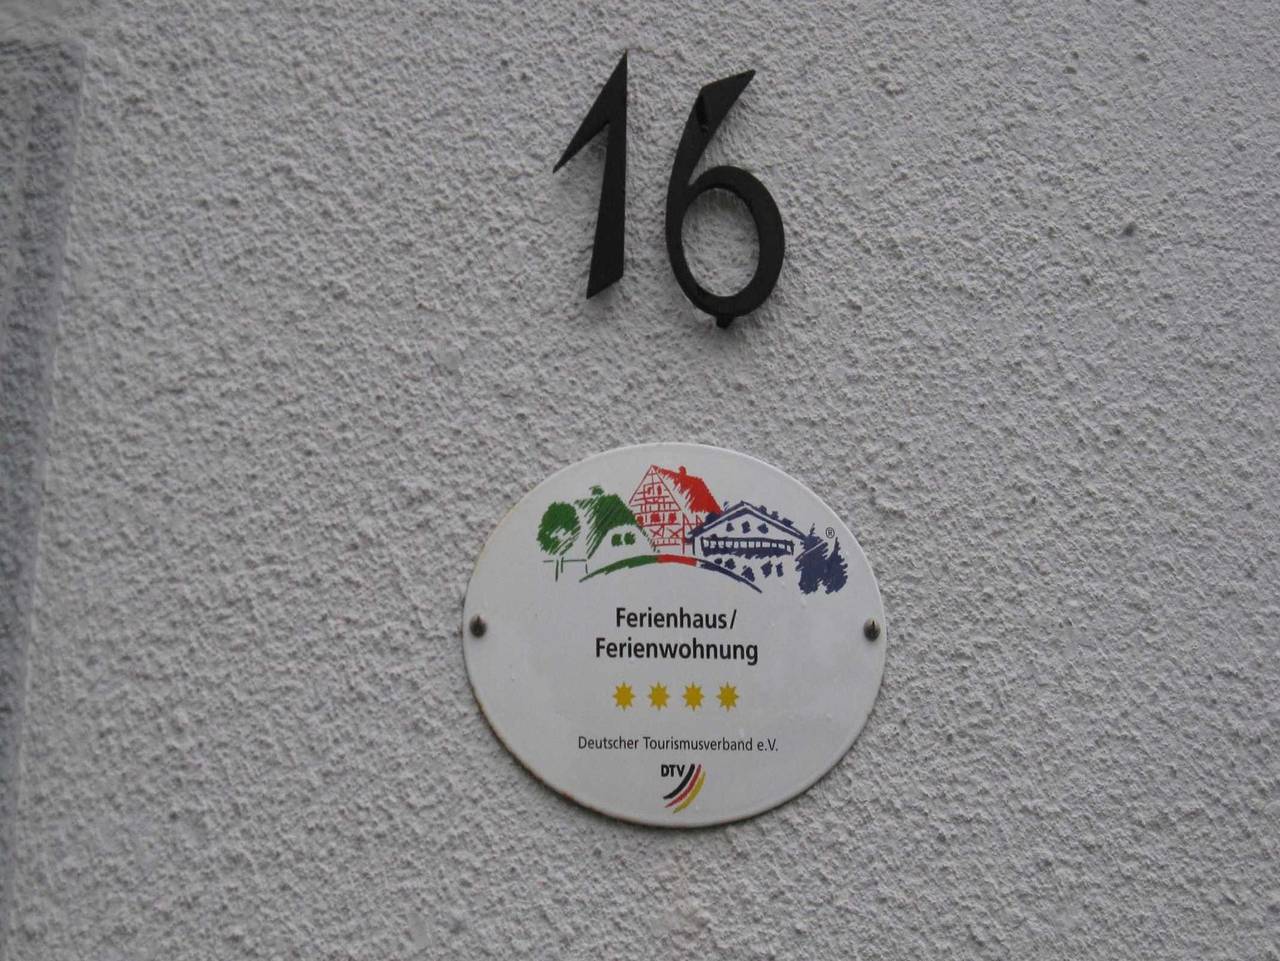 16
®
Ferienhaus/
Ferienwohnung
Deutscher Tourismusverband e.V.
DTV